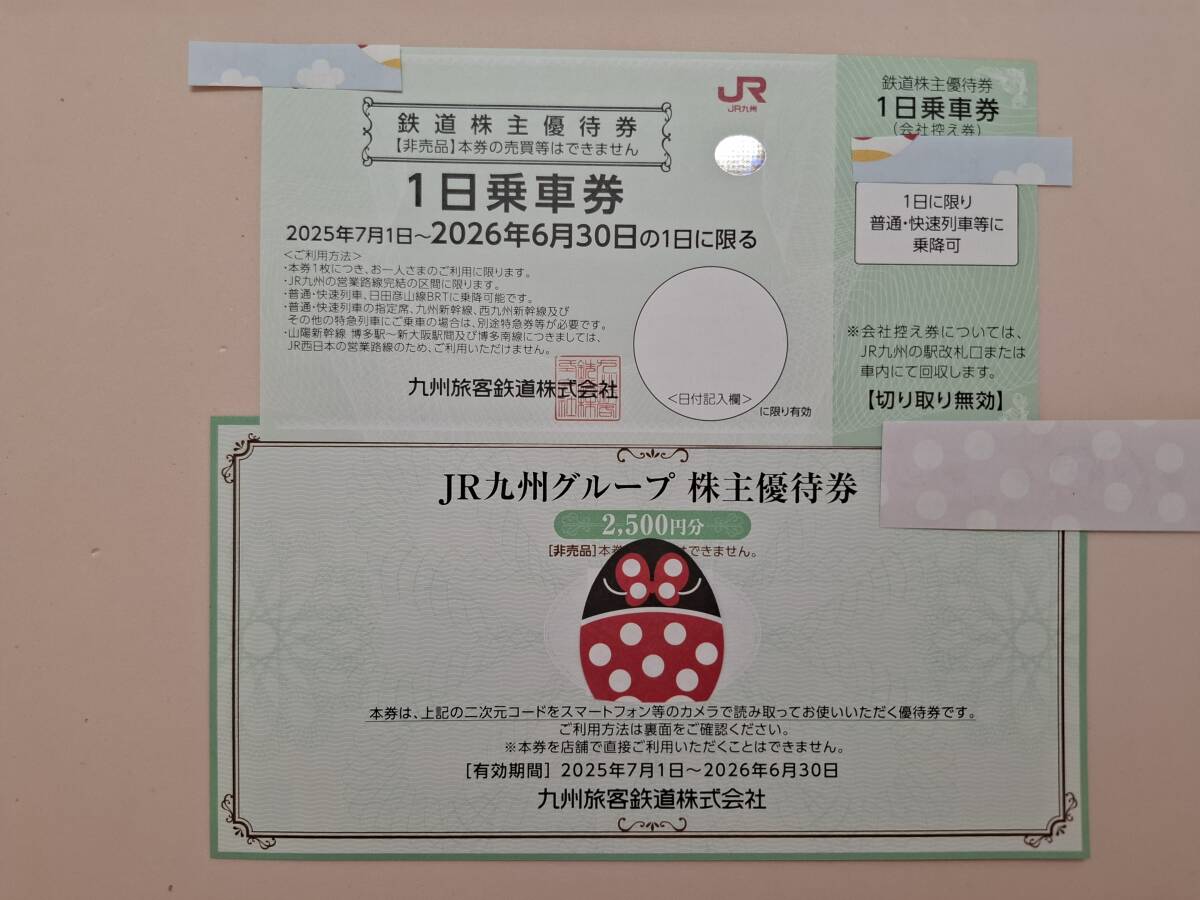 JR
JR九州
鉄道株主優待券
【非売品】本券の売買等はできません
1日乗車券
2025年7月1日～2026年6月30日の1日に限る
＜ご利用方法＞
・本券1枚につき、お一人さまのご利用に限ります。
・JR九州の営業路線完結の区間に限ります。
・普通・快速列車、日田彦山線BRTに乗降可能です。
・普通・快速列車の指定席、九州新幹線、西九州新幹線及び
その他の特急列車にご乗車の場合は、別途特急券等が必要です。
・山陽新幹線 博多駅～新大阪駅間及び博多南線につきましては、
JR西日本の営業路線のため、ご利用いただけません。
九州旅客鉄道株式会社
＜日付記入欄＞
に限り有効
鉄道株主優待券
1日乗車券
(会社控え券)
1日に限り
普通・快速列車等に
乗降可
※会社控え券については、
JR九州の駅改札口または
車内にて回収します。
【切り取り無効】
JR九州グループ 株主優待券
2,500円分
[非売品]本券 はできません。
本券は、上記の二次元コードをスマートフォン等のカメラで読み取ってお使いいただく優待券です。
ご利用方法は裏面をご確認ください。
※本券を店舗で直接ご利用いただくことはできません。
[有効期間] 2025年7月1日～2026年6月30日
九州旅客鉄道株式会社